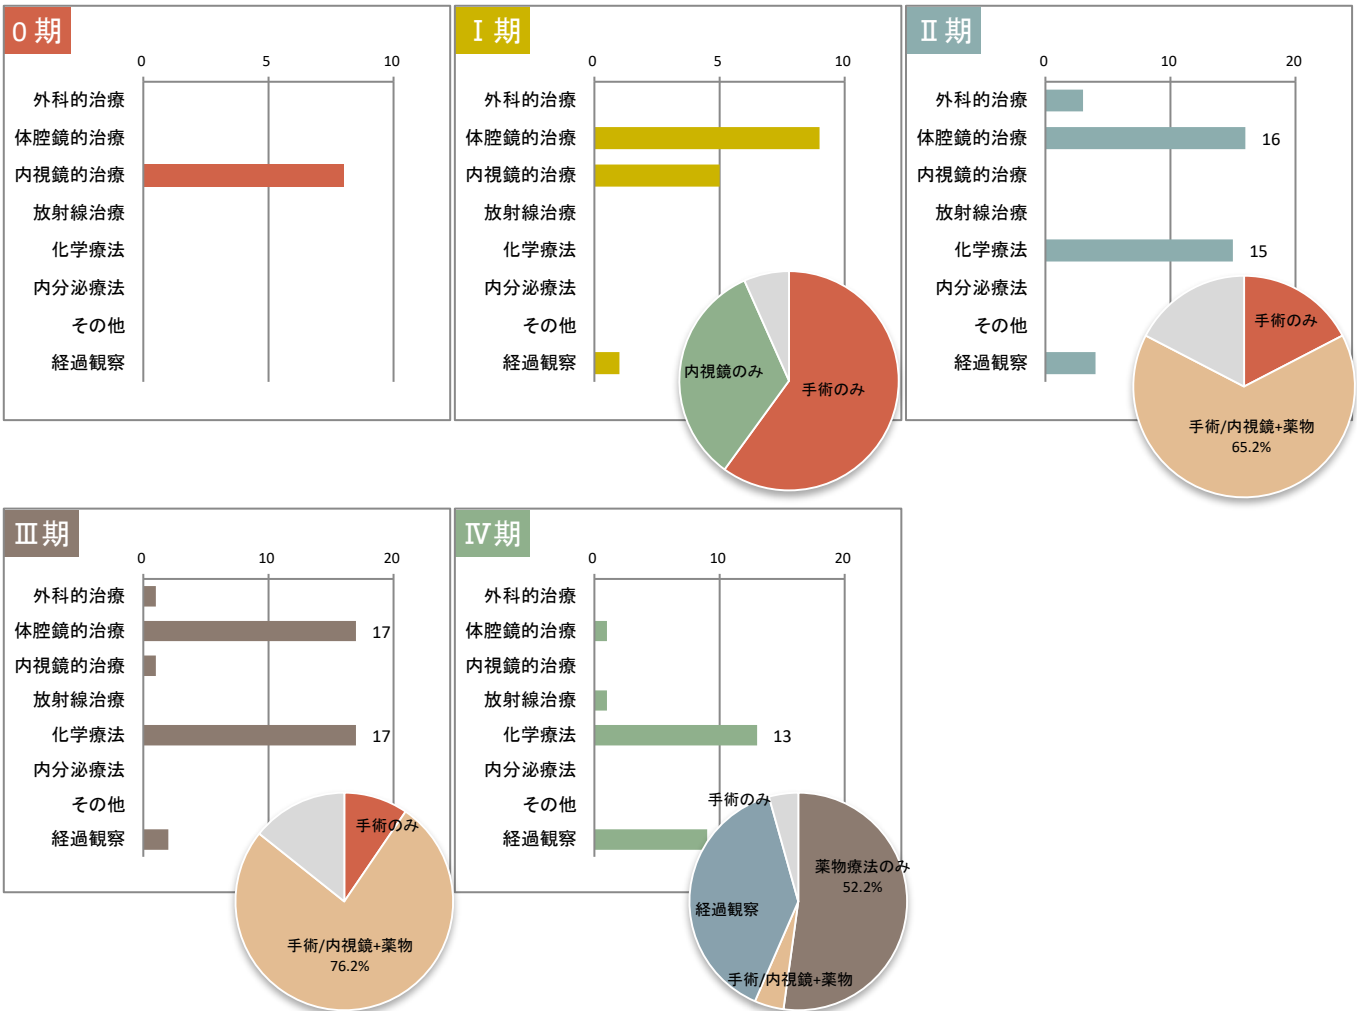 0 期
0 5 10
外科的治療
体腔鏡的治療
内視鏡的治療
放射線治療
化学療法
内分泌療法
その他
経過観察
Ⅰ 期
0 5 10
外科的治療
体腔鏡的治療
内視鏡的治療
放射線治療
化学療法
内分泌療法
その他
経過観察
内視鏡のみ
手術のみ
Ⅱ 期
0 10 20
外科的治療
体腔鏡的治療 16
内視鏡的治療
放射線治療
化学療法 15
内分泌療法
その他
経過観察
手術のみ
手術/内視鏡+薬物
65.2%
Ⅲ 期
0 10 20
外科的治療
体腔鏡的治療 17
内視鏡的治療
放射線治療
化学療法 17
内分泌療法
その他
経過観察
手術のみ
手術/内視鏡+薬物
76.2%
Ⅳ 期
0 10 20
外科的治療
体腔鏡的治療
内視鏡的治療
放射線治療
化学療法 13
内分泌療法
その他
経過観察
手術のみ
薬物療法のみ
52.2%
経過観察
手術/内視鏡+薬物